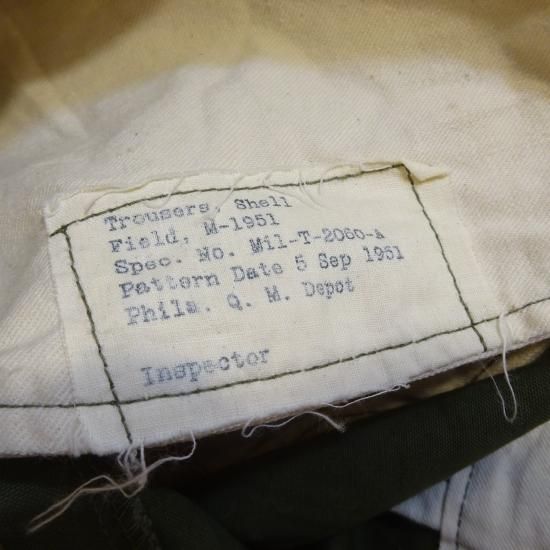 Trousers, Shell
Field, M-1951
Spec. No. Mil-T-2060-A
Pattern Date 5 Sep 1951
Phila. Q. M. Depot
Inspector